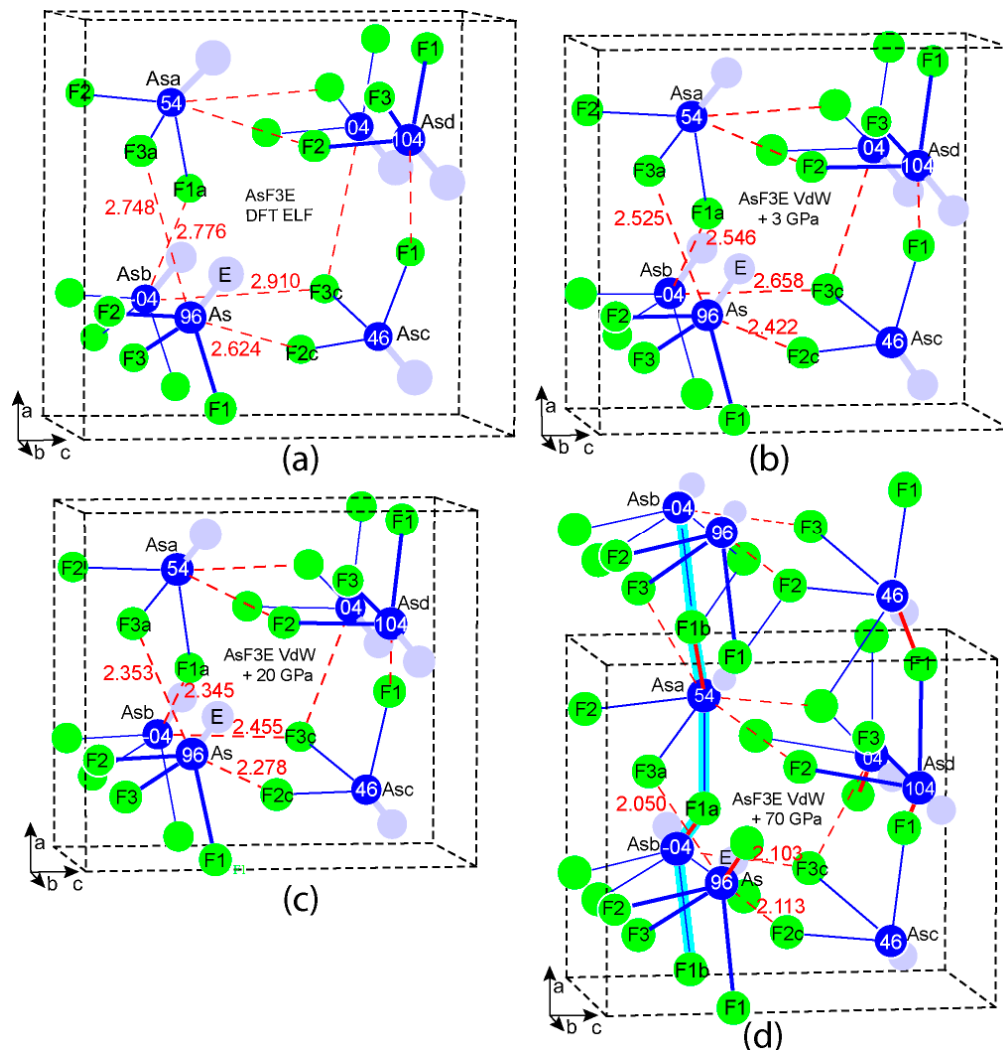 F1
Asa
F2
54
F3
Asd
04
104
F3a
F2
F1a
AsF3E
DFT ELF
2.748
2.776
F1
Asb
E
2.910
-04
F3c
F2
96
As
46
Asc
F3
2.624
F2c
F1
a
b
c
(a)
F1
Asa
F2
54
F3
Asd
04
104
F3a
F2
F1a
AsF3E VdW
+ 3 GPa
2.525
2.546
F1
Asb
E
-04
2.658
F3c
F2
96
As
46
Asc
F3
2.422
F2c
F1
a
b
c
(b)
F1
Asa
F2
54
F3
Asd
04
104
F3a
F2
F1a
AsF3E VdW
+ 20 GPa
2.353
2.345
F1
Asb
E
-04
2.455
F3c
F2
96
As
2.278
F3
F2c
46
Asc
F1
F1
a
b
c
(c)
Asb
-04
F1
96
F3
F2
F3
F2
46
F1b
F1
F1
Asa
54
F2
F3
04
Asd
F3a
F2
104
2.050
F1a
AsF3E VdW
+ 70 GPa
F1
Asb
-04
E
2.103
F3c
96
As
F2
2.113
F3
F2c
46
Asc
F1b
F1
a
b
c
(d)